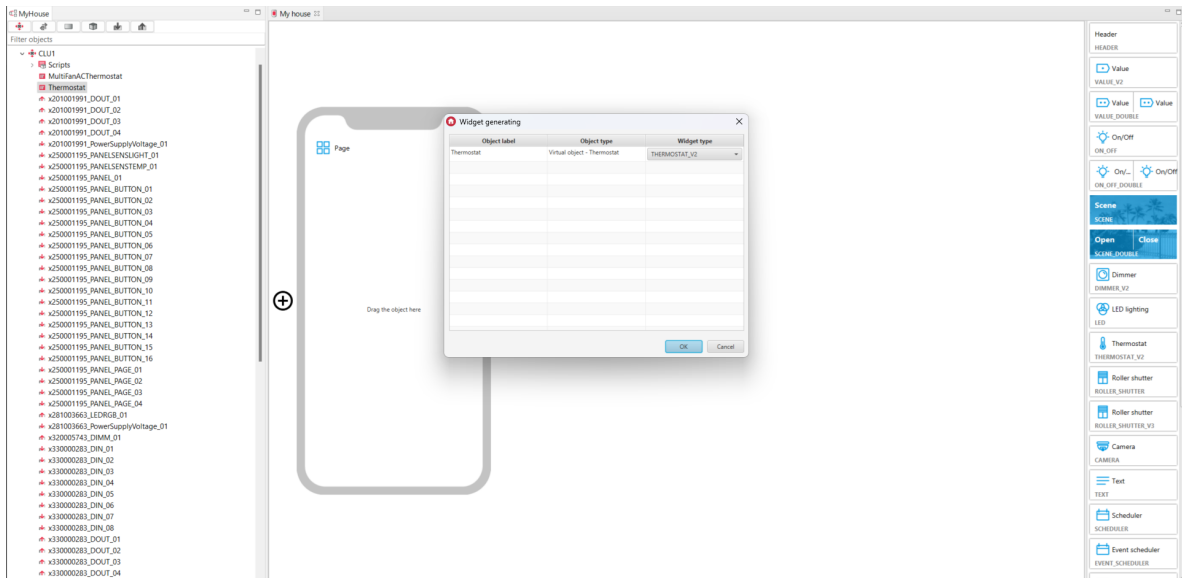 MyHouse
Filter objects
CLU1
Scripts
MultiFanACThermostat
Thermostat
x201001991_DOUT_01
x201001991_DOUT_02
x201001991_DOUT_03
x201001991_DOUT_04
x201001991_PowerSupplyVoltage_01
x250001195_PANELSENSLIGHT_01
x250001195_PANELSENSTEMP_01
x250001195_PANEL_01
x250001195_PANEL_BUTTON_01
x250001195_PANEL_BUTTON_02
x250001195_PANEL_BUTTON_03
x250001195_PANEL_BUTTON_04
x250001195_PANEL_BUTTON_05
x250001195_PANEL_BUTTON_06
x250001195_PANEL_BUTTON_07
x250001195_PANEL_BUTTON_08
x250001195_PANEL_BUTTON_09
x250001195_PANEL_BUTTON_10
x250001195_PANEL_BUTTON_11
x250001195_PANEL_BUTTON_12
x250001195_PANEL_BUTTON_13
x250001195_PANEL_BUTTON_14
x250001195_PANEL_BUTTON_15
x250001195_PANEL_BUTTON_16
x250001195_PANEL_PAGE_01
x250001195_PANEL_PAGE_02
x250001195_PANEL_PAGE_03
x250001195_PANEL_PAGE_04
x281003663_LEDRGB_01
x281003663_PowerSupplyVoltage_01
x320005743_DIMM_01
x330000283_DIN_01
x330000283_DIN_02
x330000283_DIN_03
x330000283_DIN_04
x330000283_DIN_05
x330000283_DIN_06
x330000283_DIN_07
x330000283_DIN_08
x330000283_DOUT_01
x330000283_DOUT_02
x330000283_DOUT_03
x330000283_DOUT_04
My house
Page
Drag the object here
Widget generating
Object label Object type Widget type
Thermostat Virtual object - Thermostat THERMOSTAT_V2
OK Cancel
Header
HEADER
Value
VALUE_V2
Value Value
VALUE_DOUBLE
On/Off
ON_OFF
On/... On/Off
ON_OFF_DOUBLE
Scene
SCENE
Open Close
SCENE_DOUBLE
Dimmer
DIMMER_V2
LED lighting
LED
Thermostat
THERMOSTAT_V2
Roller shutter
ROLLER_SHUTTER
Roller shutter
ROLLER_SHUTTER_V3
Camera
CAMERA
Text
TEXT
Scheduler
SCHEDULER
Event scheduler
EVENT_SCHEDULER